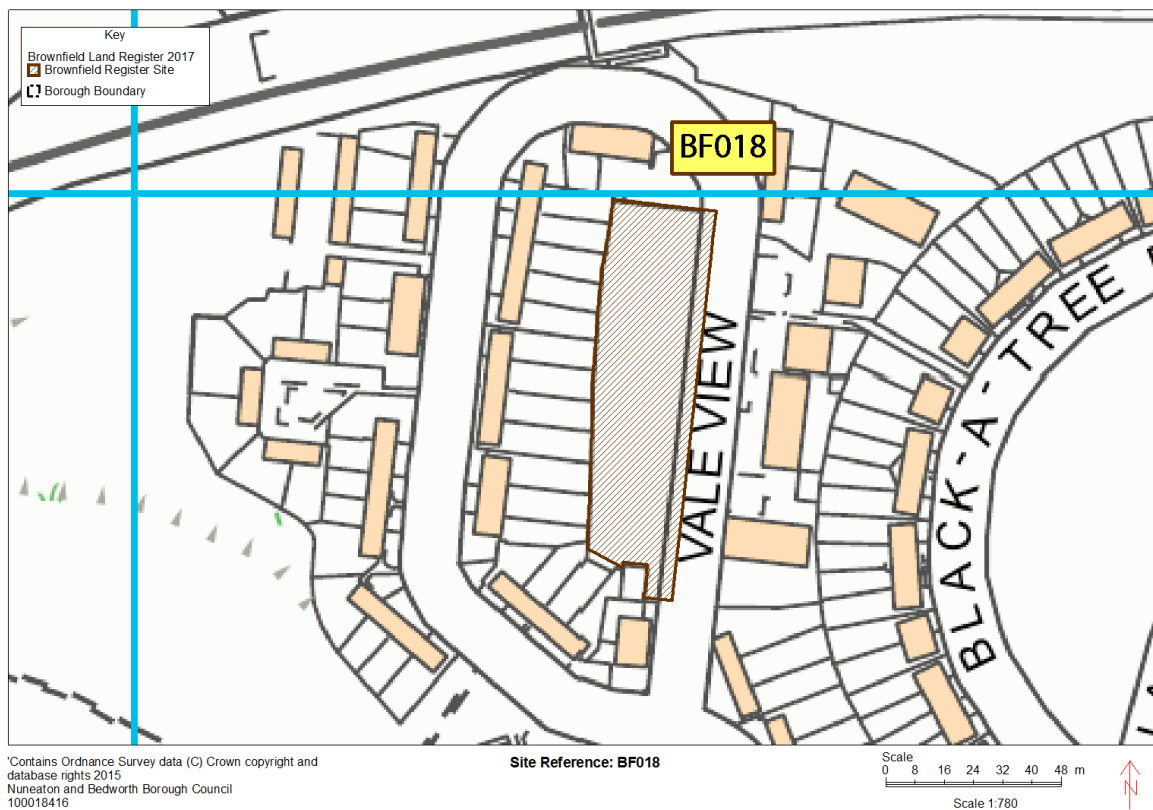 Key
Brownfield Land Register 2017
Brownfield Register Site
Borough Boundary
BF018
VALE VIEW
BLACK-A-TREE
'Contains Ordnance Survey data (C) Crown copyright and
database rights 2015
Nuneaton and Bedworth Borough Council
100018416
Site Reference: BF018
Scale
0 8 16 24 32 40 48 m
Scale 1:780
N